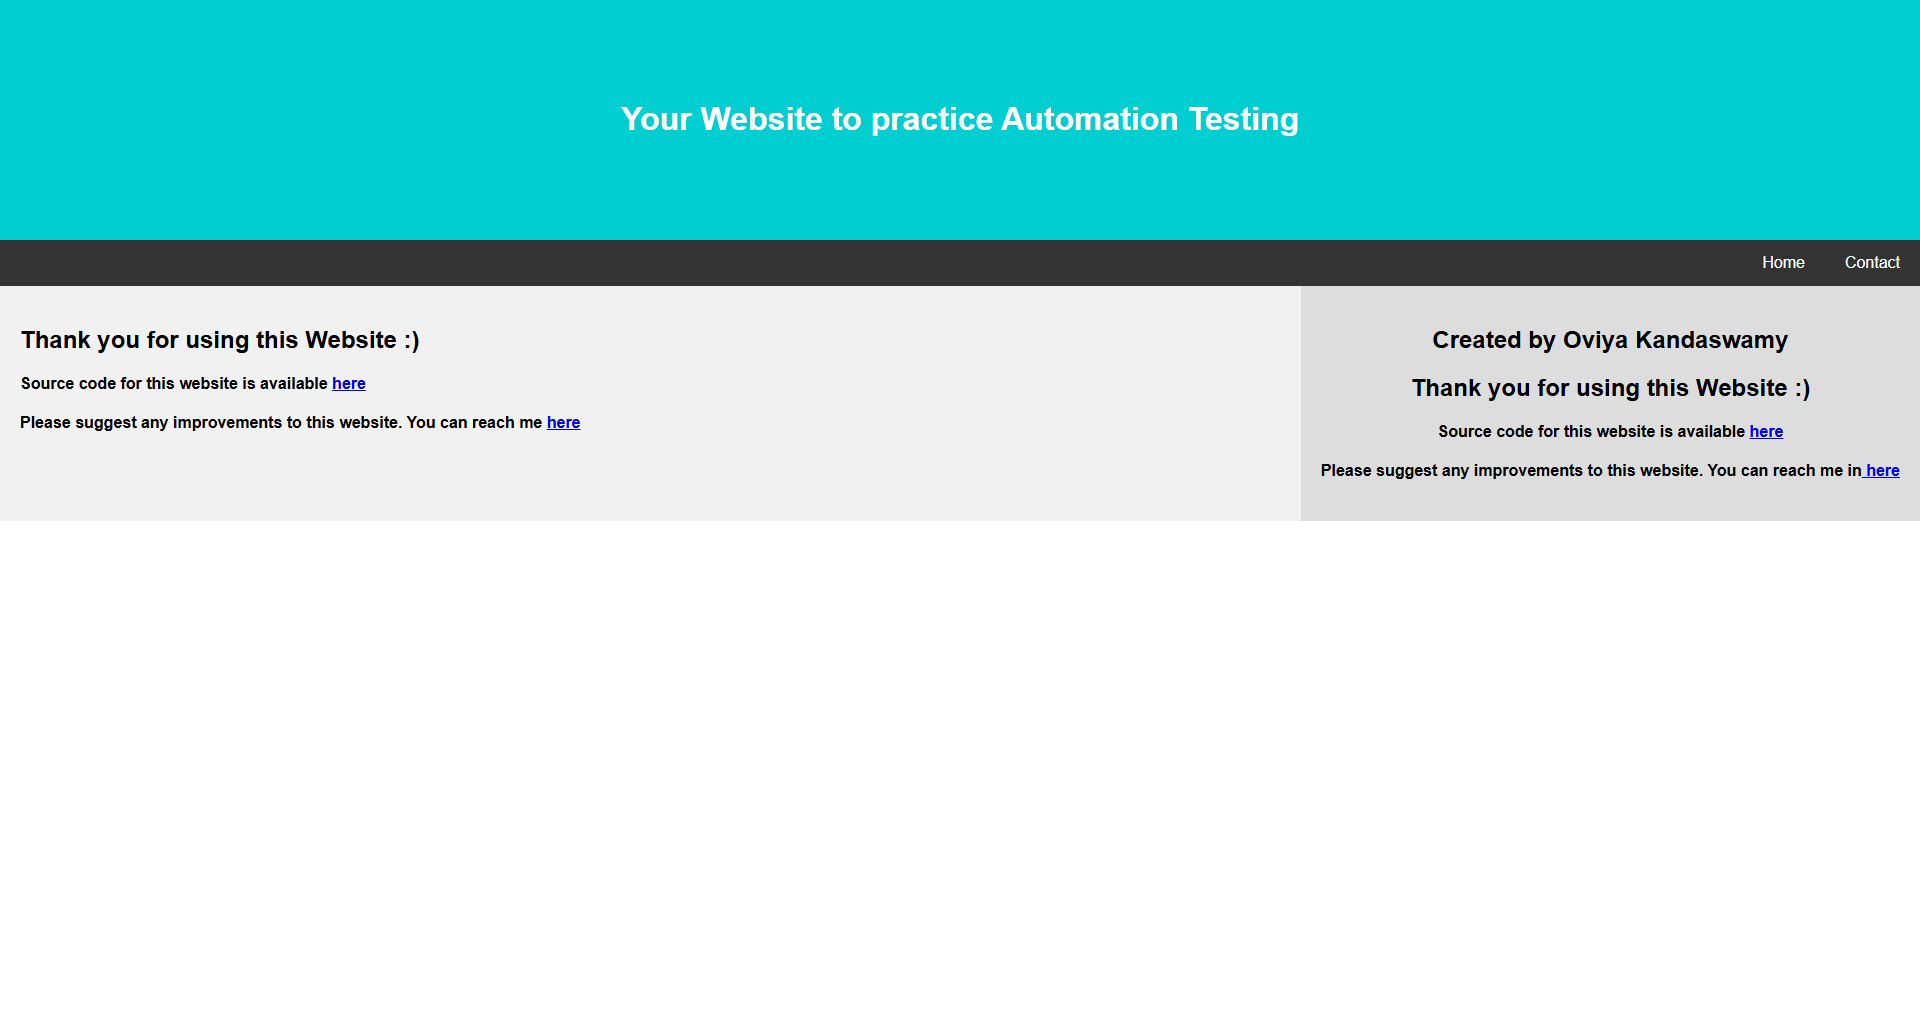 Your Website to practice Automation Testing
Home
Contact
Thank you for using this Website :)
Source code for this website is available here
Please suggest any improvements to this website. You can reach me here
Created by Oviya Kandaswamy
Thank you for using this Website :)
Source code for this website is available here
Please suggest any improvements to this website. You can reach me in here